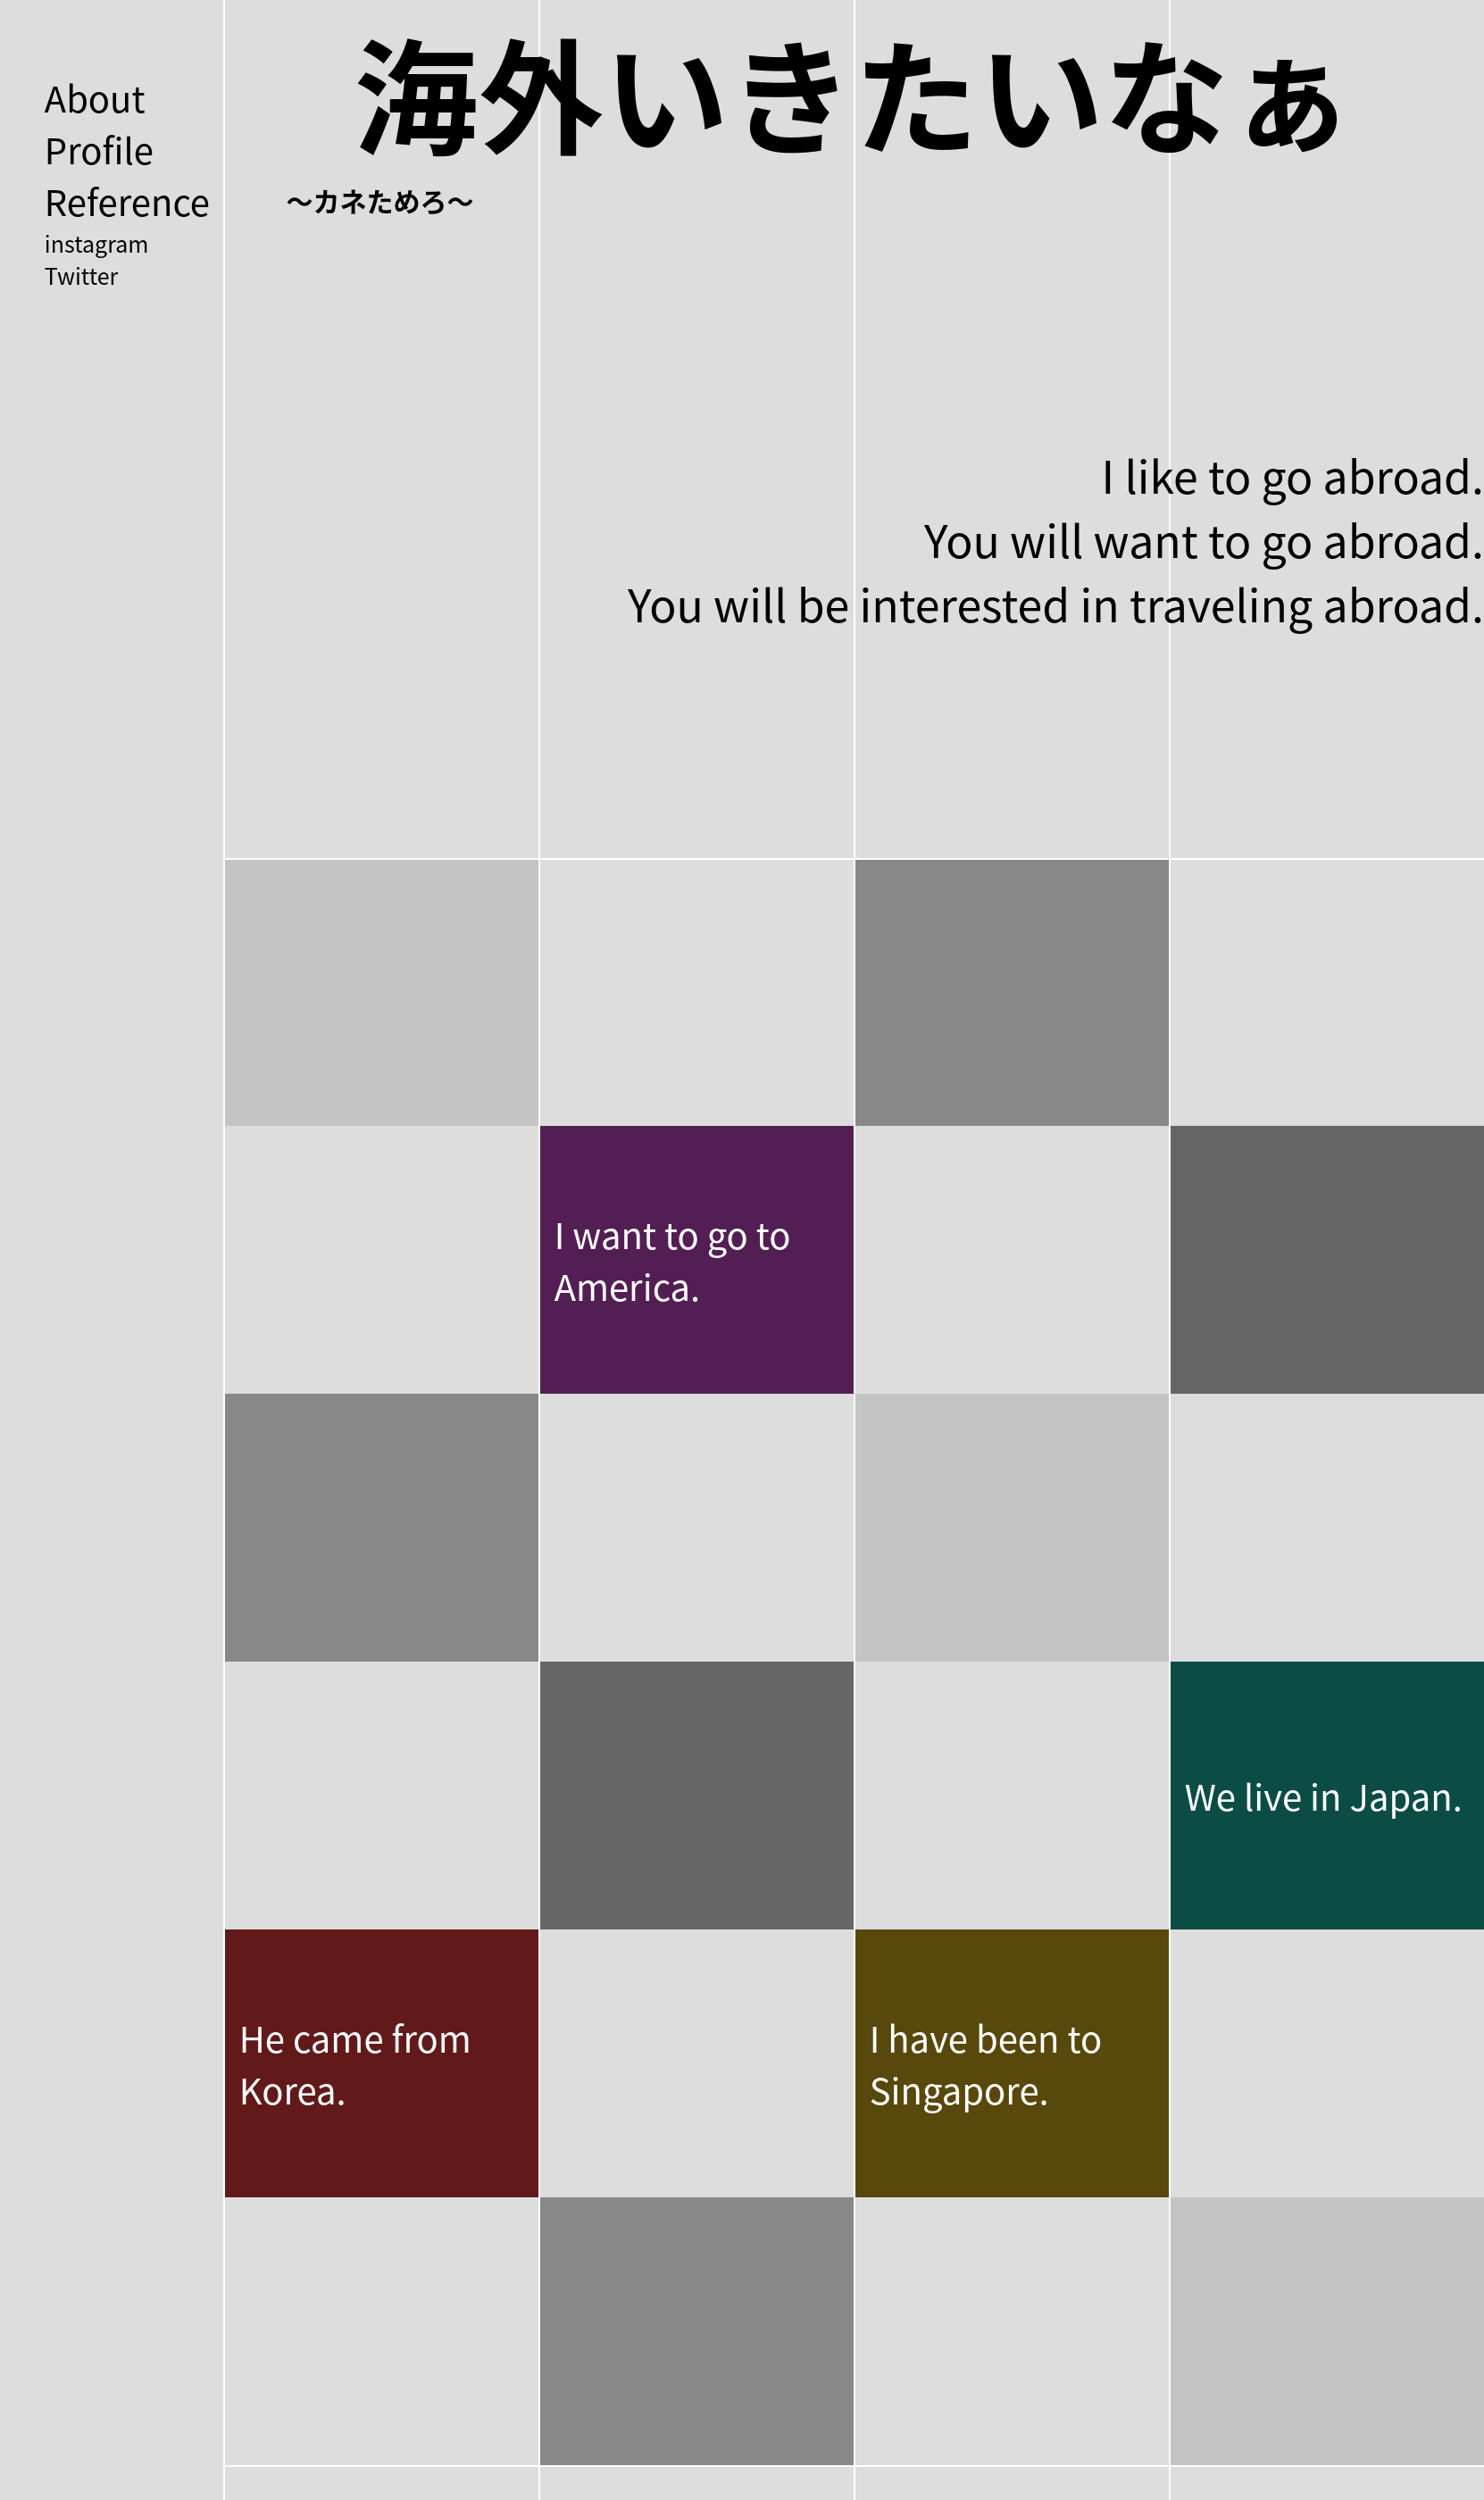 About
Profile
Reference
instagram
Twitter
海外いきたいなぁ
〜カネためろ〜
I like to go abroad.
You will want to go abroad.
You will be interested in traveling abroad.
I want to go to
America.
We live in Japan.
He came from
Korea.
I have been to
Singapore.